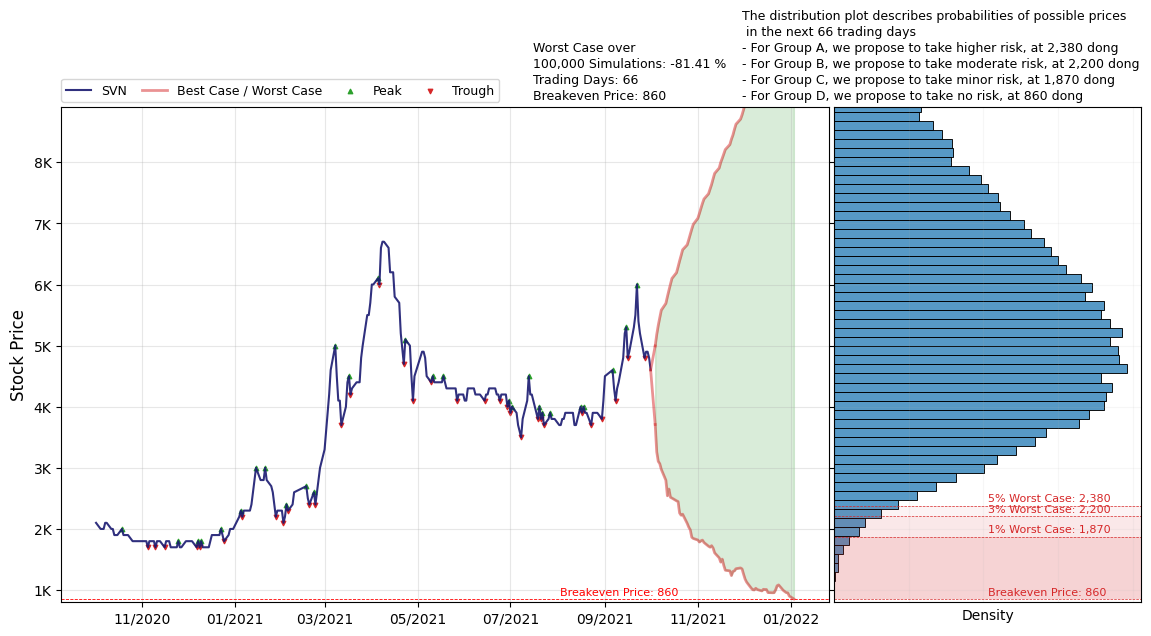 The distribution plot describes probabilities of possible prices
in the next 66 trading days
- For Group A, we propose to take higher risk, at 2,380 dong
- For Group B, we propose to take moderate risk, at 2,200 dong
- For Group C, we propose to take minor risk, at 1,870 dong
- For Group D, we propose to take no risk, at 860 dong
Worst Case over
100,000 Simulations: -81.41 %
Trading Days: 66
Breakeven Price: 860
SVN Best Case / Worst Case Peak Trough
Stock Price
8K
7K
6K
5K
4K
3K
2K
1K
Breakeven Price: 860
11/2020 01/2021 03/2021 05/2021 07/2021 09/2021 11/2021 01/2022
5% Worst Case: 2,380
3% Worst Case: 2,200
1% Worst Case: 1,870
Breakeven Price: 860
Density